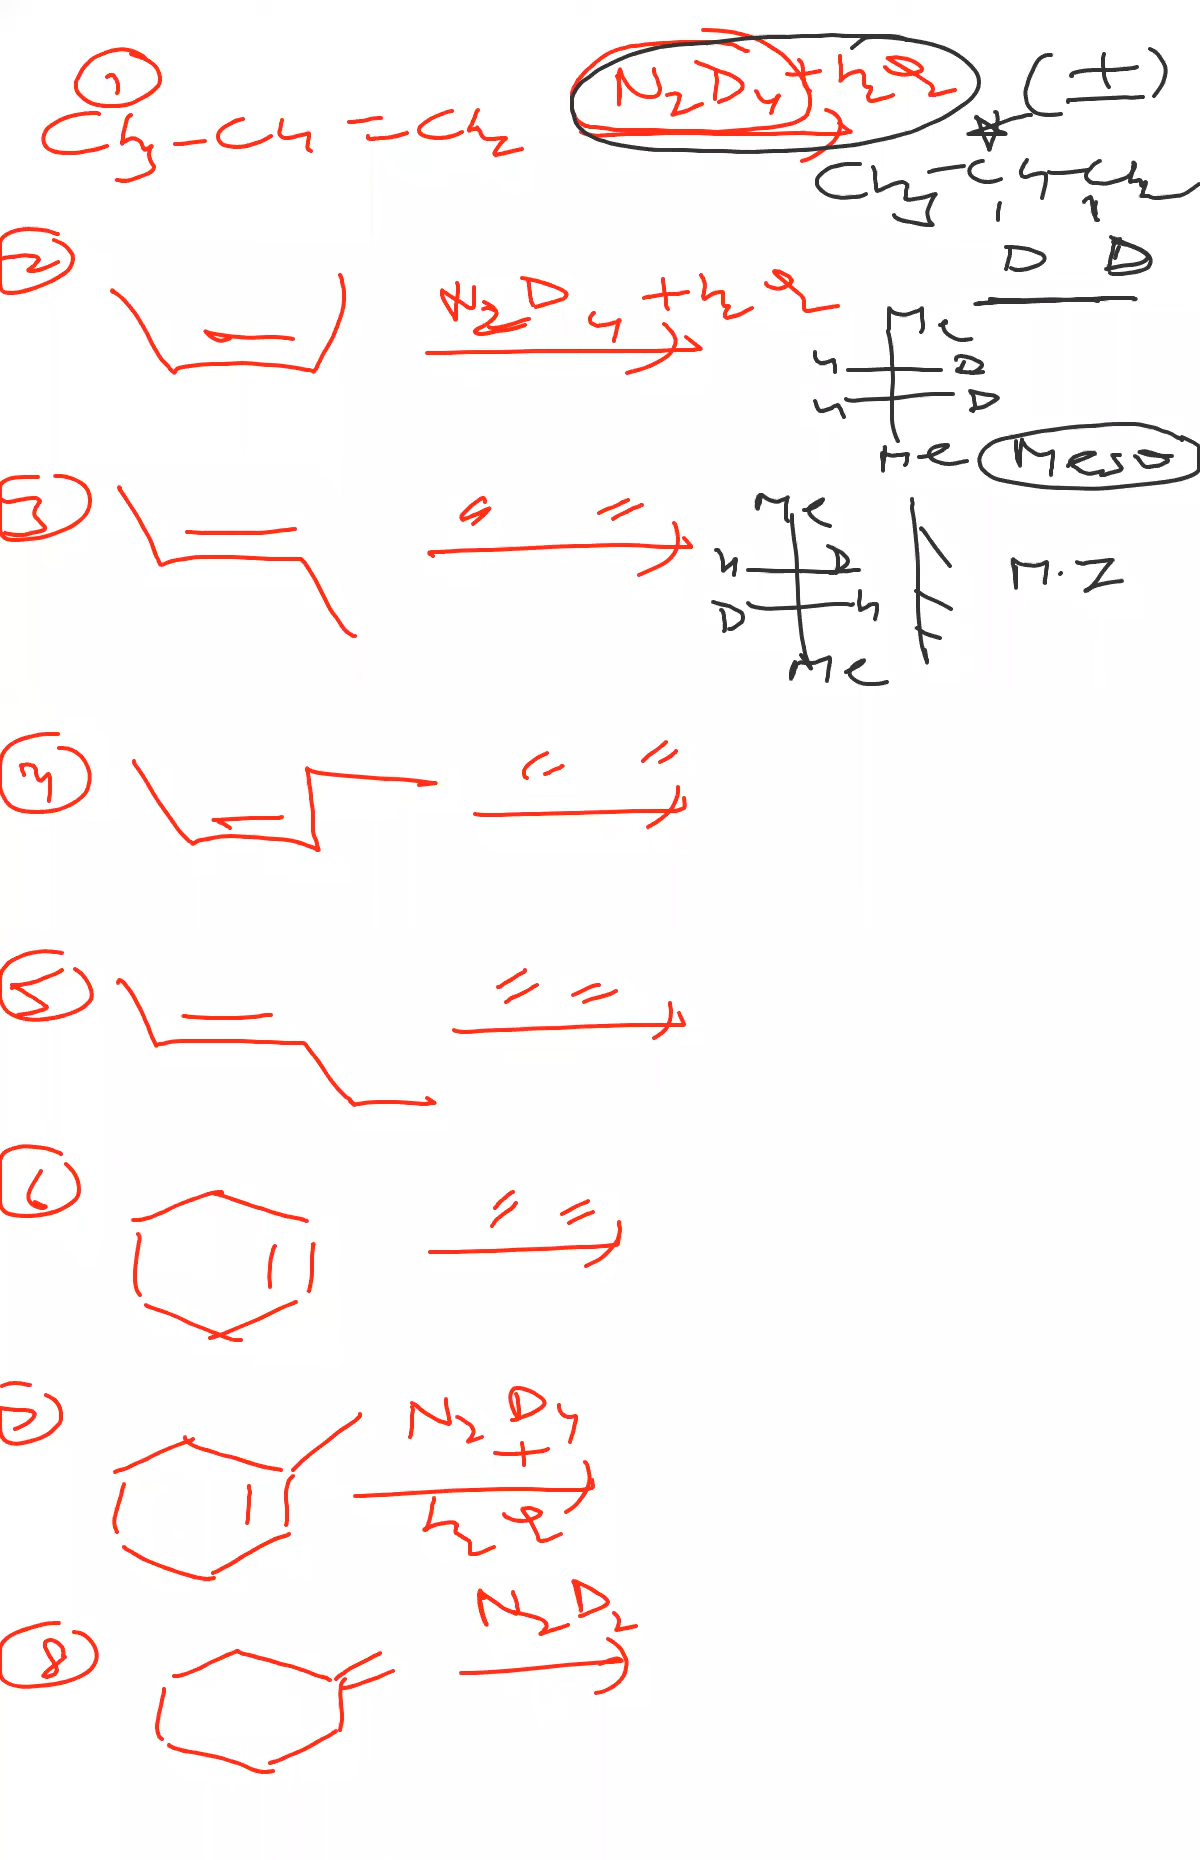 1
CH3-CH=CH2 N2D4+h2O2 (±)
CH3-CH-CH2
D D
2
N2D4+h2O2
Me
H D
H D
Me Meso
3
" "
Me
H D
D H
Me
M.I
4
" "
5
" "
6
" "
7
N2D4
+
h2O2
8
N2D2